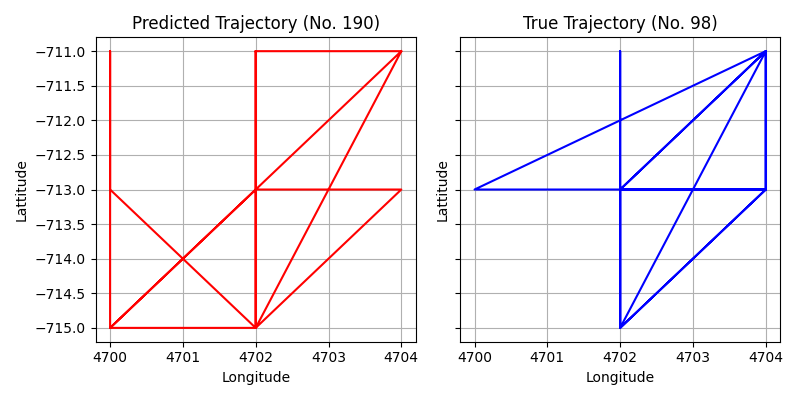 Predicted Trajectory (No. 190)
True Trajectory (No. 98)
Lattitude
−711.0
−711.5
−712.0
−712.5
−713.0
−713.5
−714.0
−714.5
−715.0
4700 4701 4702 4703 4704
Longitude
Lattitude
4700 4701 4702 4703 4704
Longitude